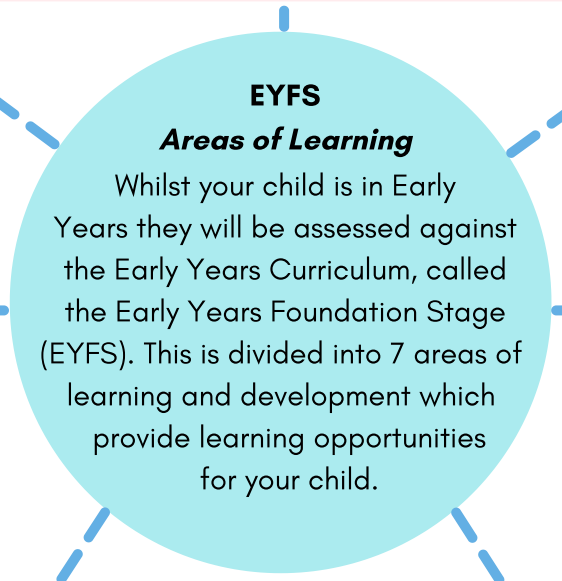 EYFS
Areas of Learning
Whilst your child is in Early
Years they will be assessed against
the Early Years Curriculum, called
the Early Years Foundation Stage
(EYFS). This is divided into 7 areas of
learning and development which
provide learning opportunities
for your child.